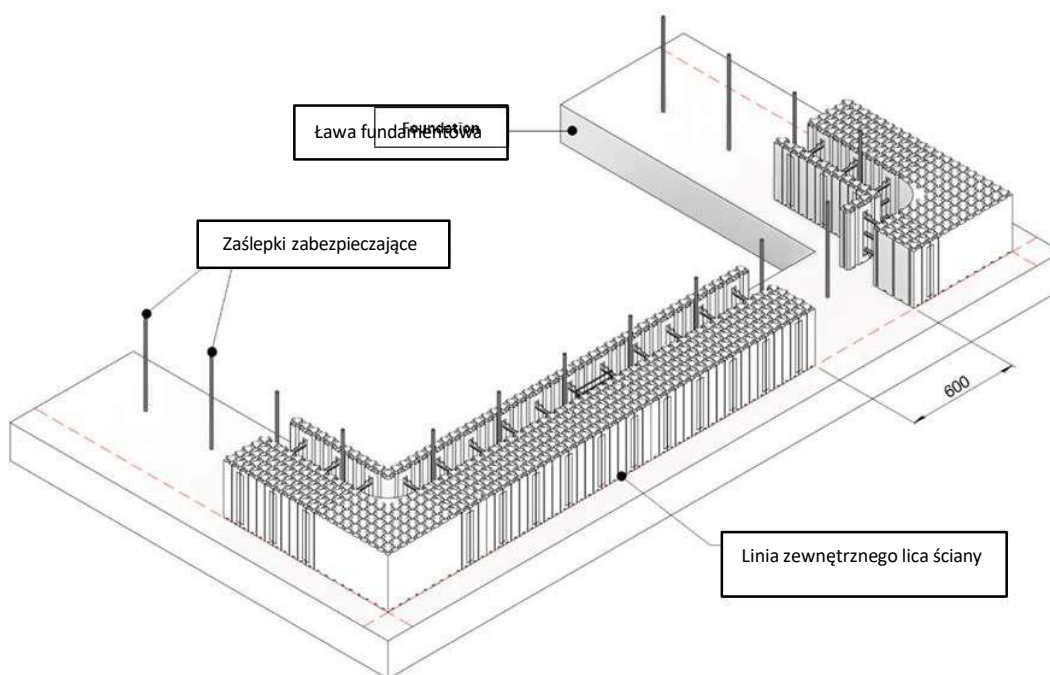 Ława fundamentowa
Foundation
Zaślepki zabezpieczające
600
Linia zewnętrznego lica ściany